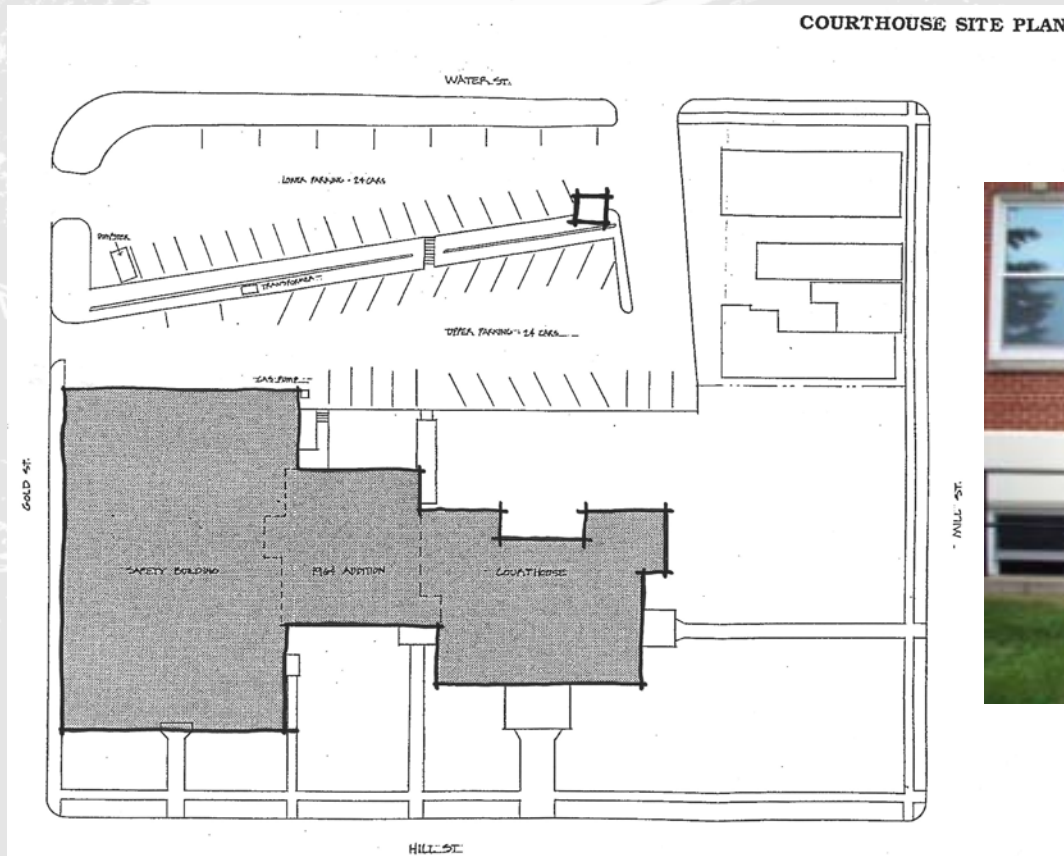 COURTHOUSE SITE PLAN
WATER ST.
LOWER PARKING - 24 CARS
DUMPSTER
TRANSFORMER
UPPER PARKING - 24 CARS
GAS PUMP
GOLD ST.
MILL ST.
SAFETY BUILDING
1964 ADDITION
COURTHOUSE
HILL ST.